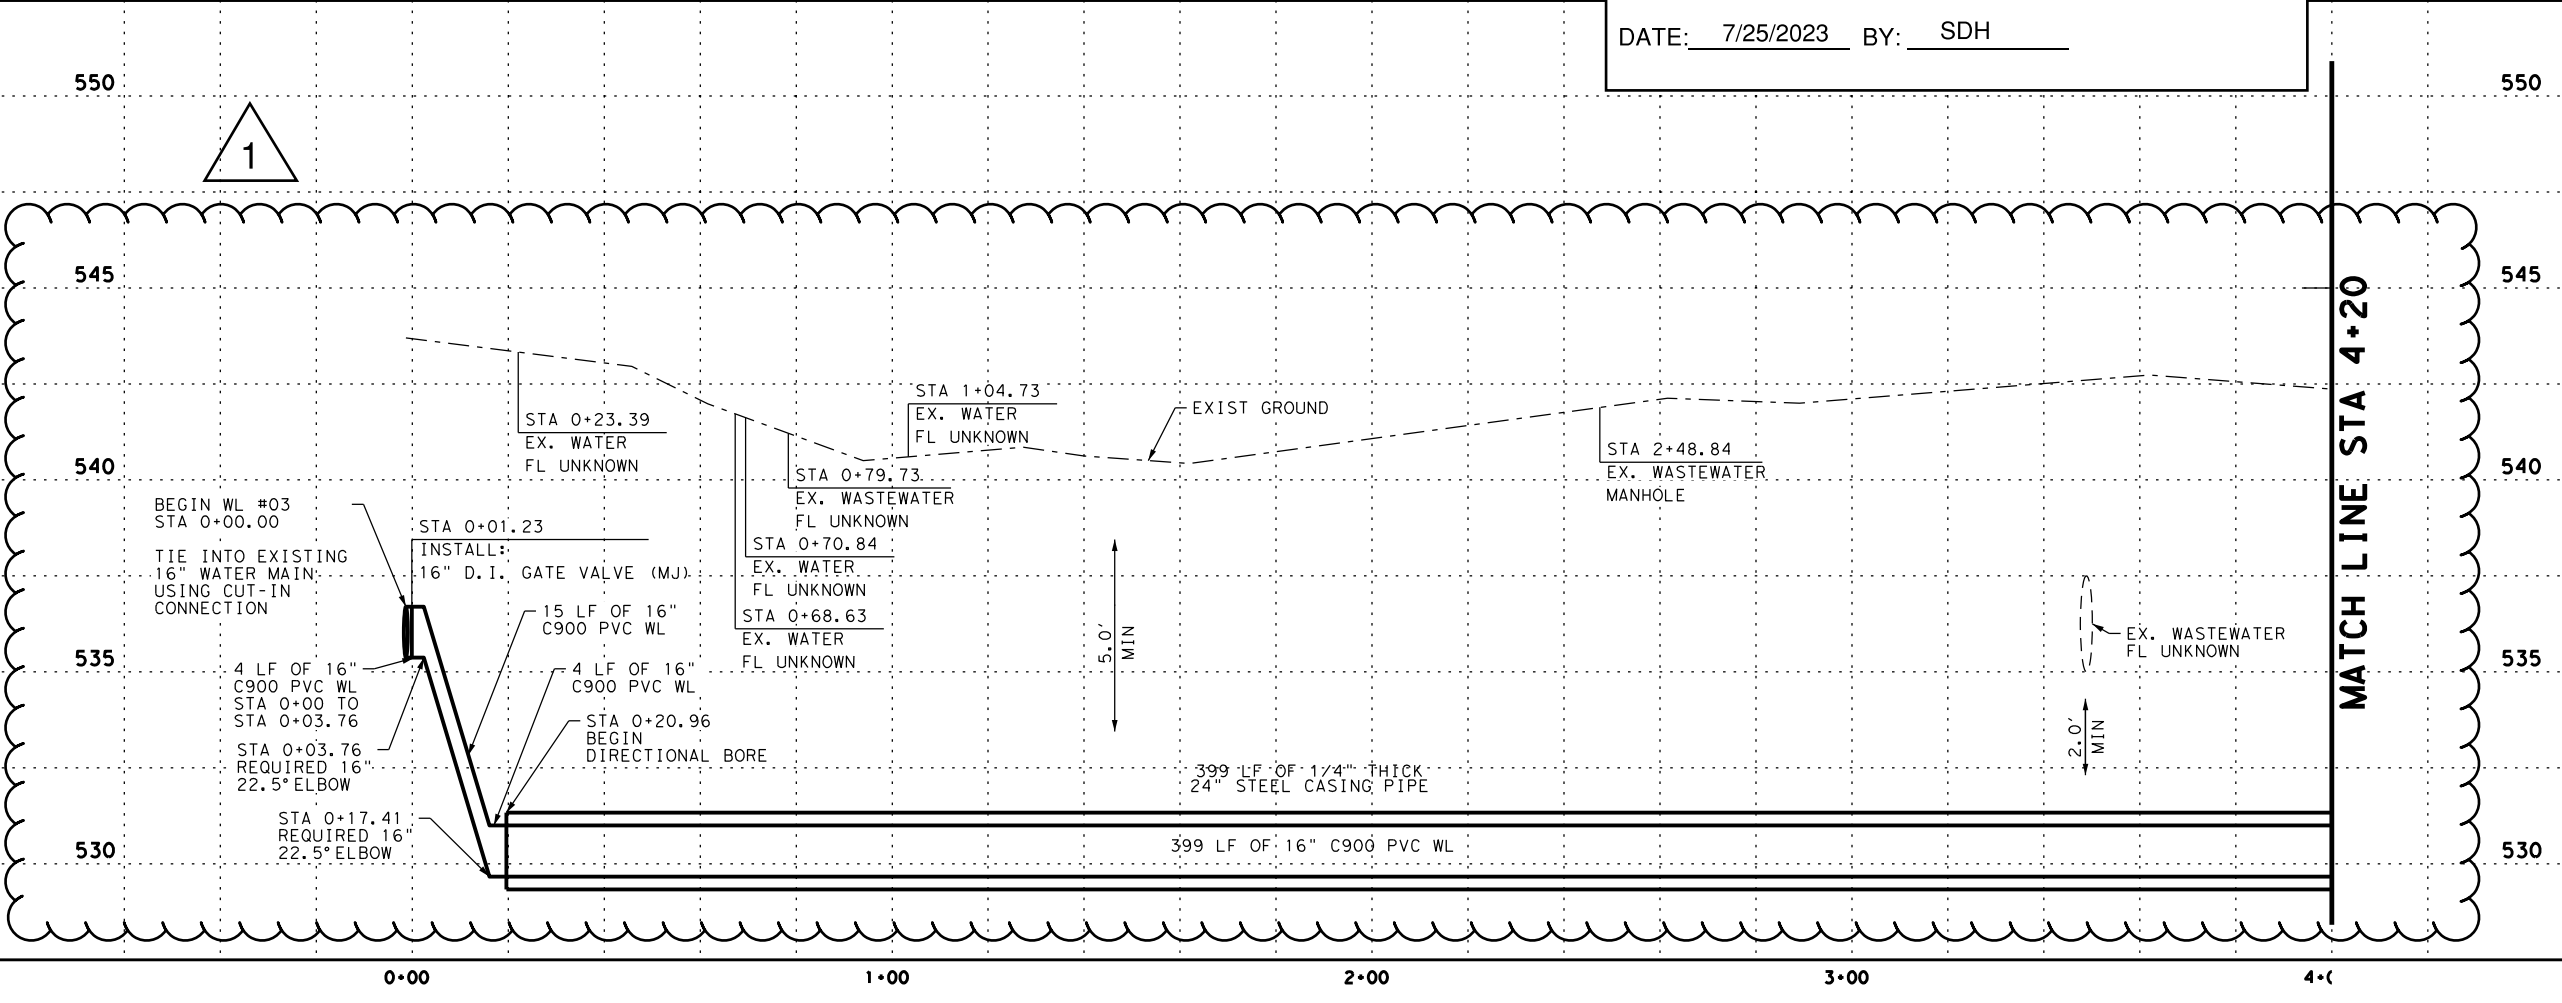 DATE: 7/25/2023 BY: SDH
550
550
1
545
545
STA 0+23.39
EX. WATER
FL UNKNOWN
STA 1+04.73
EX. WATER
FL UNKNOWN
EXIST GROUND
STA 2+48.84
EX. WASTEWATER
MANHOLE
540
540
STA 0+79.73
EX. WASTEWATER
FL UNKNOWN
STA 0+70.84
EX. WATER
FL UNKNOWN
STA 0+68.63
EX. WATER
FL UNKNOWN
BEGIN WL #03
STA 0+00.00
TIE INTO EXISTING
16" WATER MAIN
USING CUT-IN
CONNECTION
STA 0+01.23
INSTALL:
16" D.I. GATE VALVE (MJ)
15 LF OF 16"
C900 PVC WL
4 LF OF 16"
C900 PVC WL
535
535
4 LF OF 16"
C900 PVC WL
STA 0+00 TO
STA 0+03.76
STA 0+20.96
BEGIN
DIRECTIONAL BORE
STA 0+03.76
REQUIRED 16"
22.5° ELBOW
STA 0+17.41
REQUIRED 16"
22.5° ELBOW
5.0'
MIN
EX. WASTEWATER
FL UNKNOWN
2.0'
MIN
399 LF OF 1/4" THICK
24" STEEL CASING PIPE
399 LF OF 16" C900 PVC WL
530
530
MATCH LINE STA 4+20
0+00
1+00
2+00
3+00
4+(